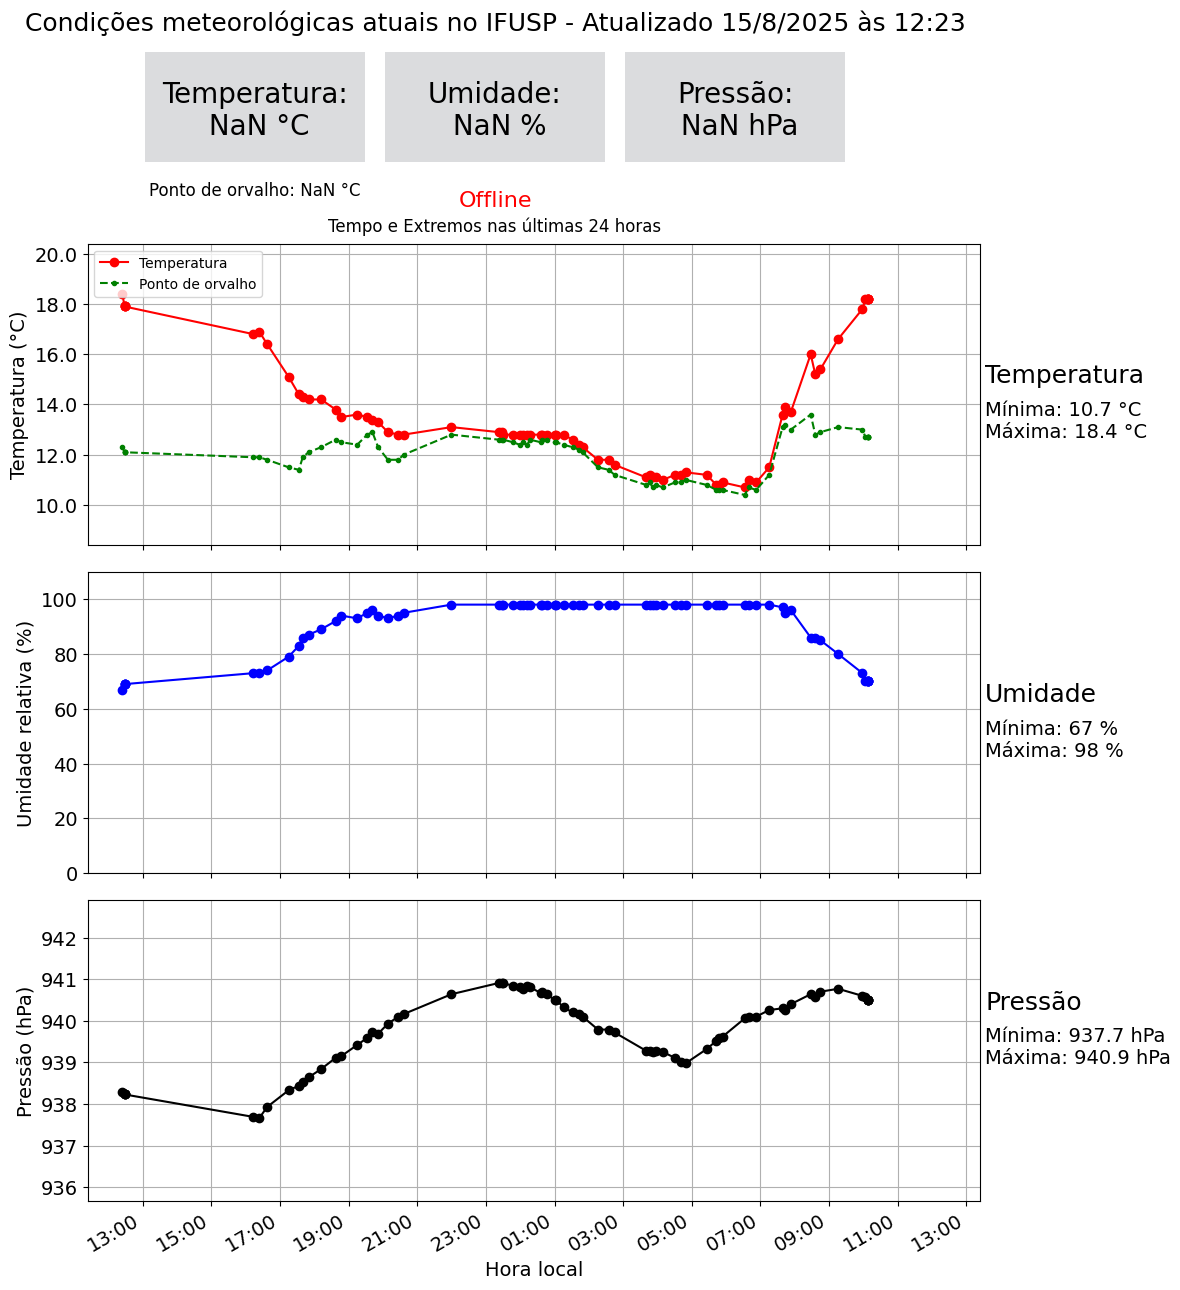 Condições meteorológicas atuais no IFUSP - Atualizado 15/8/2025 às 12:23
Temperatura:
NaN °C
Umidade:
NaN %
Pressão:
NaN hPa
Ponto de orvalho: NaN °C
Offline
Tempo e Extremos nas últimas 24 horas
Temperatura (°C)
20.0
18.0
16.0
14.0
12.0
10.0
Temperatura
Ponto de orvalho
Temperatura
Mínima: 10.7 °C
Máxima: 18.4 °C
Umidade relativa (%)
100
80
60
40
20
0
Umidade
Mínima: 67 %
Máxima: 98 %
Pressão (hPa)
942
941
940
939
938
937
936
Pressão
Mínima: 937.7 hPa
Máxima: 940.9 hPa
13:00
15:00
17:00
19:00
21:00
23:00
01:00
03:00
05:00
07:00
09:00
11:00
13:00
Hora local